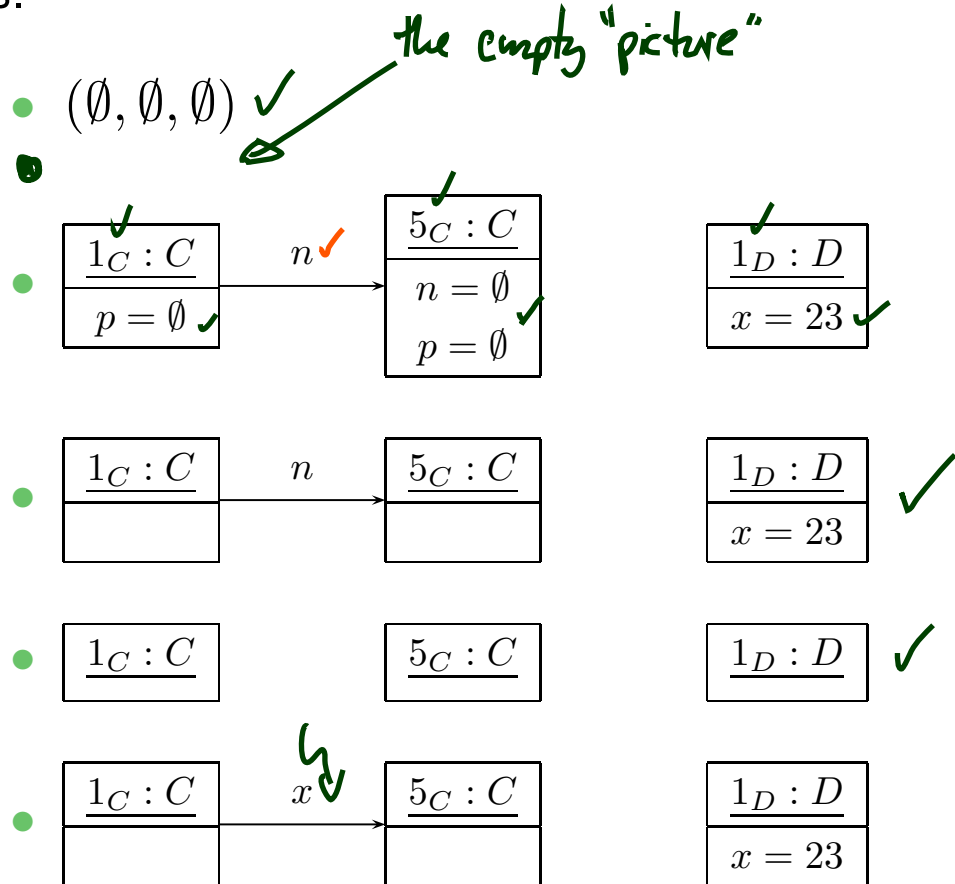 the empty "picture"
• (∅, ∅, ∅) ✓
•
1_C : C ✓ n ✓ 5_C : C ✓ 1_D : D ✓
• p = ∅ ✓ n = ∅ x = 23 ✓
p = ∅ ✓
• 1_C : C n 5_C : C 1_D : D ✓
x = 23
• 1_C : C 5_C : C 1_D : D ✓
• 1_C : C x 5_C : C 1_D : D
x = 23